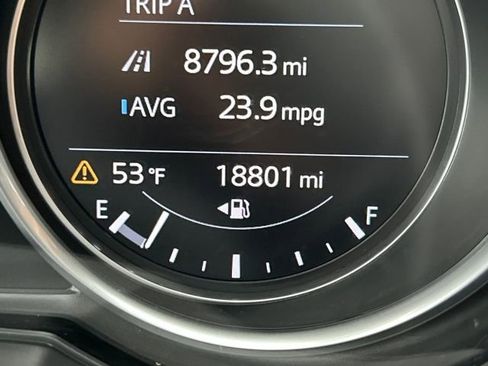 TRIP A
8796.3 mi
AVG 23.9 mpg
53 °F 18801 mi
E F